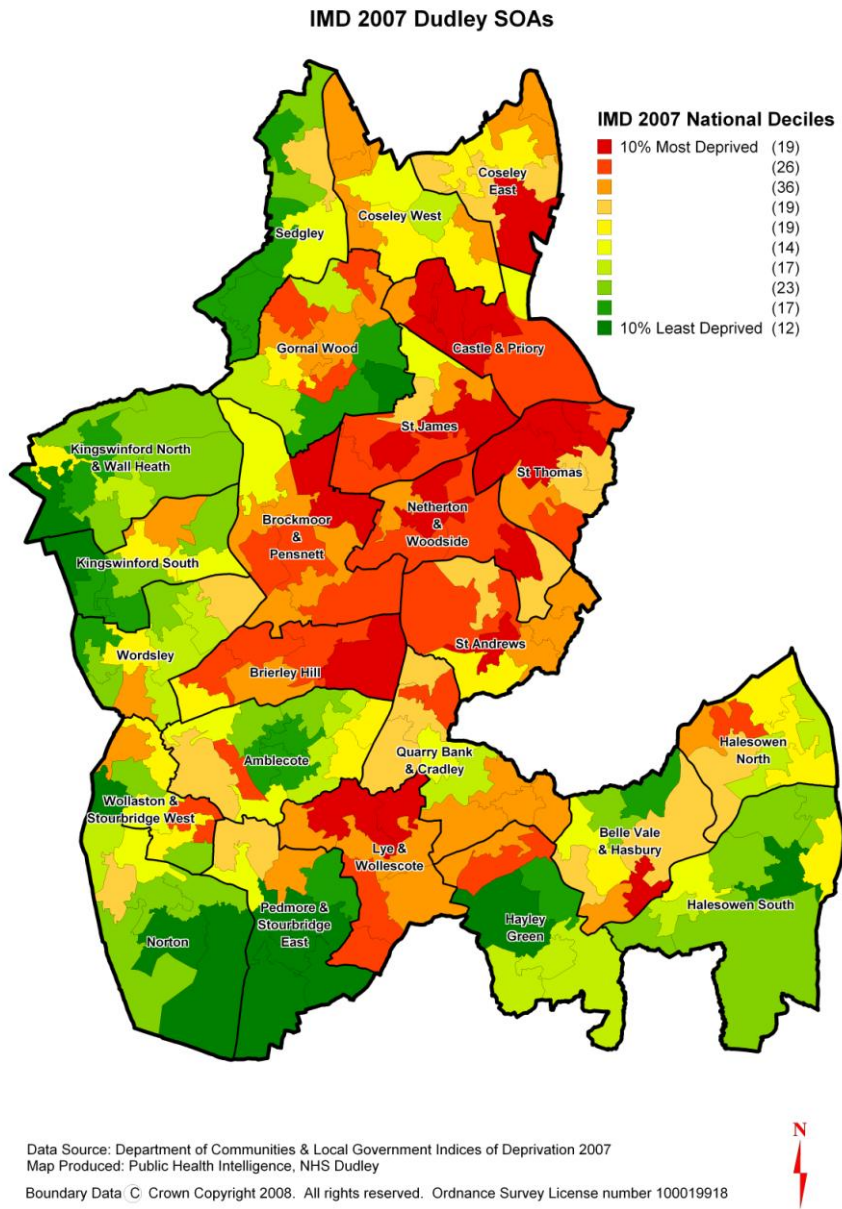 IMD 2007 Dudley SOAs
IMD 2007 National Deciles
10% Most Deprived (19)
(26)
(36)
(19)
(19)
(14)
(17)
(23)
(17)
10% Least Deprived (12)
Coseley
East
Coseley West
Sedgley
Gornal Wood
Castle & Priory
St James
Kingswinford North
& Wall Heath
St Thomas
Netherton
&
Woodside
Brockmoor
&
Pensnett
Kingswinford South
Wordsley
St Andrews
Brierley Hill
Amblecote
Quarry Bank
& Cradley
Halesowen
North
Wollaston &
Stourbridge West
Belle Vale
& Hasbury
Lye &
Wollescote
Halesowen South
Pedmore &
Stourbridge
East
Hayley
Green
Norton
Data Source: Department of Communities & Local Government Indices of Deprivation 2007
Map Produced: Public Health Intelligence, NHS Dudley
Boundary Data © Crown Copyright 2008. All rights reserved. Ordnance Survey License number 100019918
N